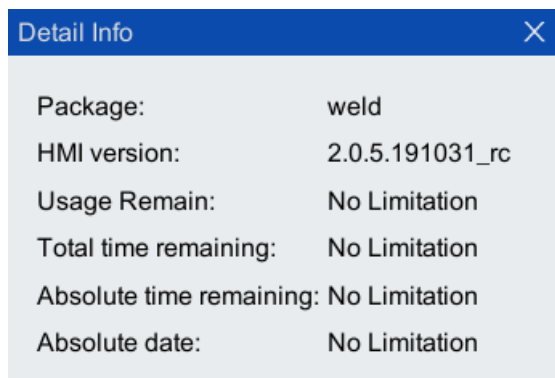 Detail Info
Package: weld
HMI version: 2.0.5.191031_rc
Usage Remain: No Limitation
Total time remaining: No Limitation
Absolute time remaining: No Limitation
Absolute date: No Limitation